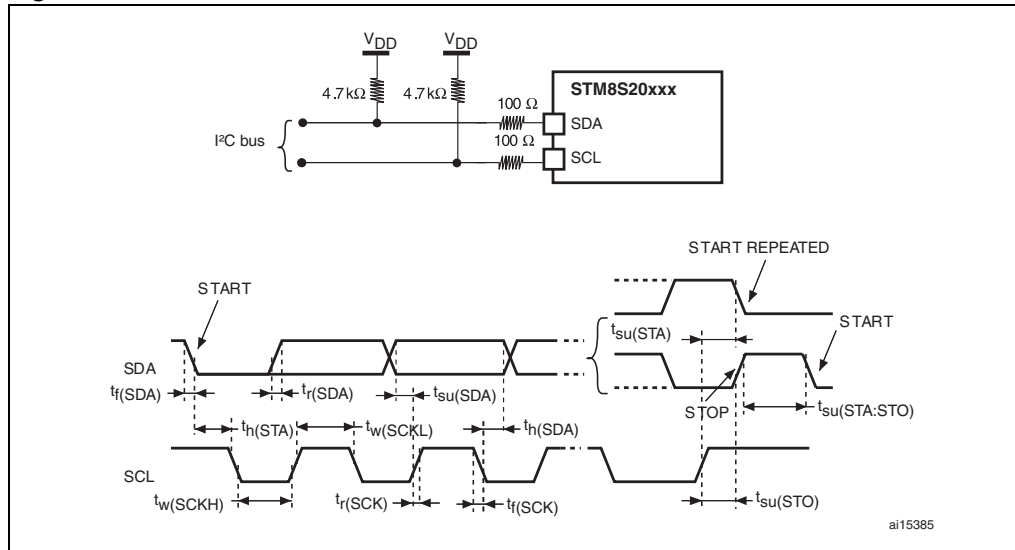 VDD VDD
4.7kΩ 4.7kΩ
STM8S20xxx
100 Ω
SDA
I²C bus
100 Ω
SCL
START REPEATED
START
tsu(STA)
START
SDA
tf(SDA)
tr(SDA)
tsu(SDA)
STOP
tsu(STA:STO)
th(STA)
tw(SCKL)
th(SDA)
SCL
tw(SCKH)
tr(SCK)
tf(SCK)
tsu(STO)
ai15385